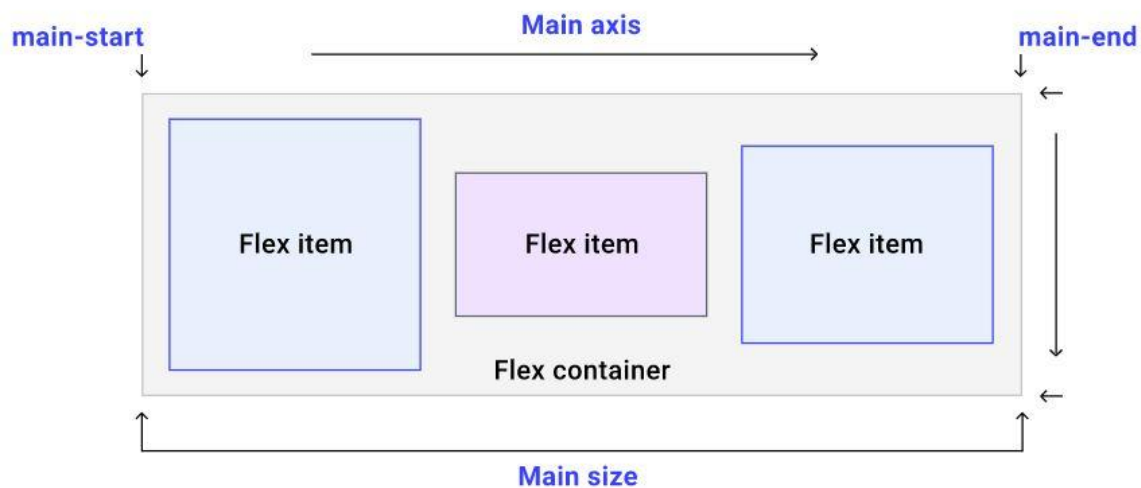 Main axis
main-start
main-end
Flex item
Flex item
Flex item
Flex container
Main size